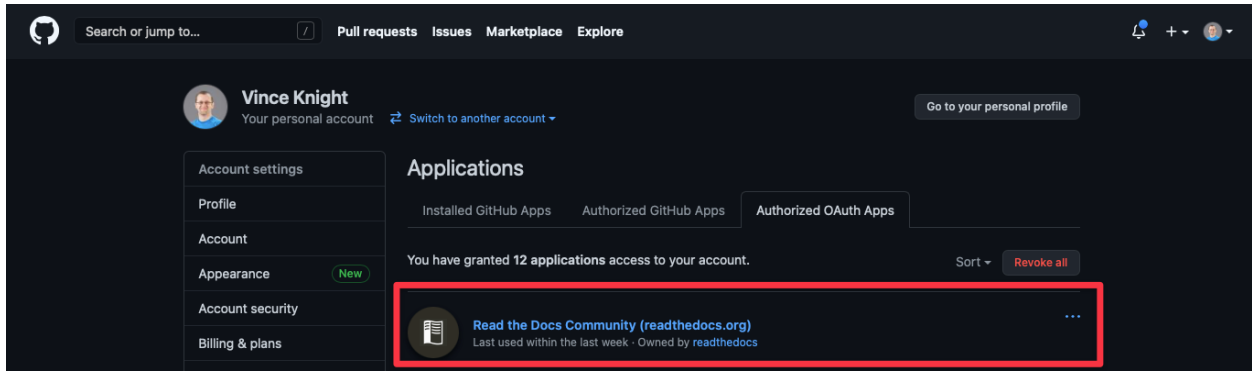 Search or jump to... /
Pull requests Issues Marketplace Explore
Vince Knight
Your personal account Switch to another account
Go to your personal profile
Account settings
Profile
Account
Appearance New
Account security
Billing & plans
Applications
Installed GitHub Apps Authorized GitHub Apps Authorized OAuth Apps
You have granted 12 applications access to your account.
Sort Revoke all
Read the Docs Community (readthedocs.org)
Last used within the last week · Owned by readthedocs